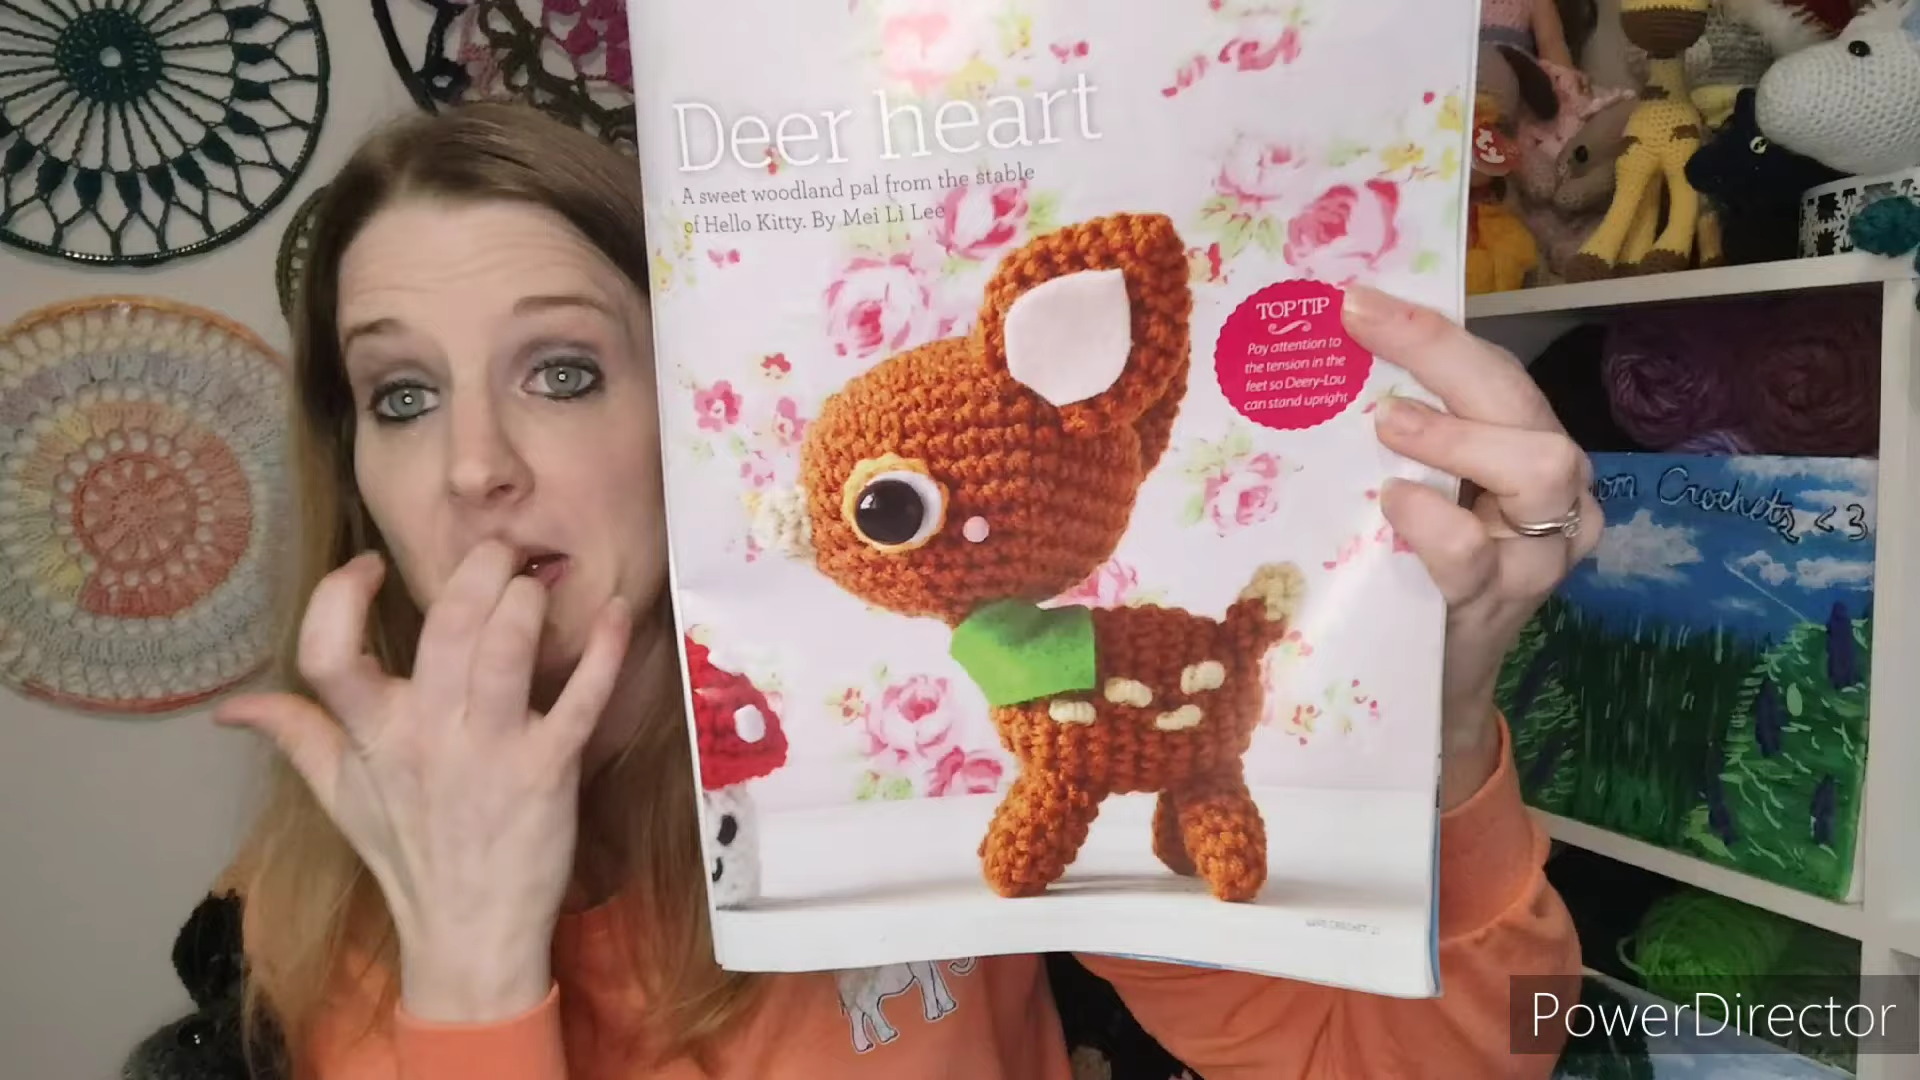 Deer heart
A sweet woodland pal from the stable
of Hello Kitty. By Mei Li Lee
TOP TIP
Pay attention to
the tension in the
feet so Deery-Lou
can stand upright
Crochets <3
PowerDirector